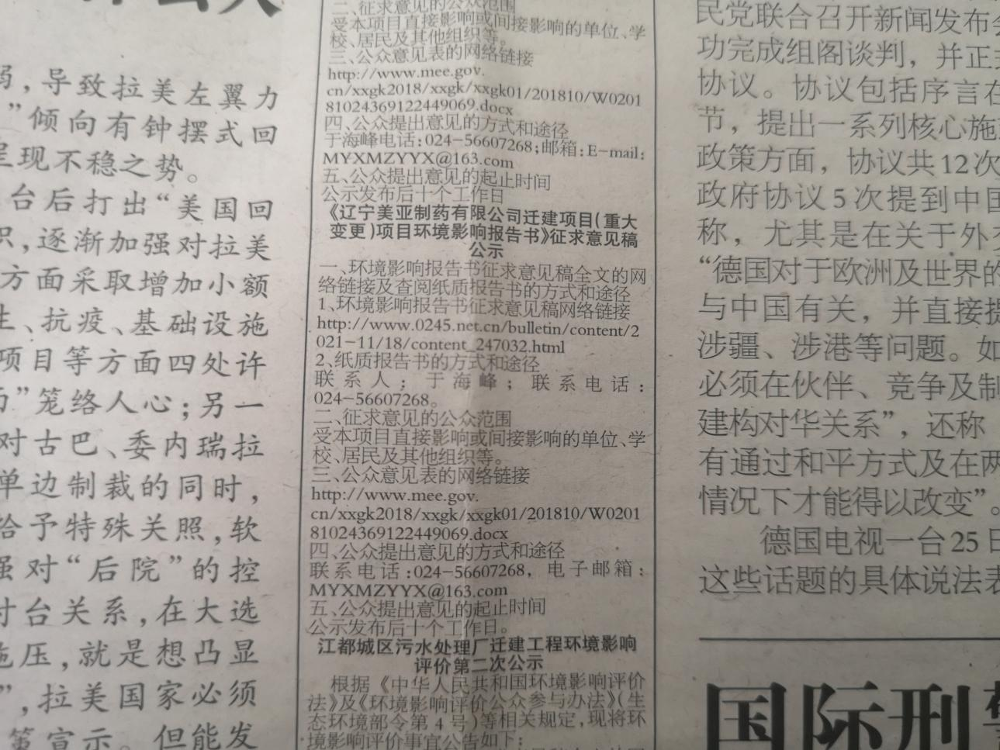 弱，导致拉美左翼力
”倾向有钟摆式回
呈现不稳之势。
台后打出“美国回
识，逐渐加强对拉美
方面采取增加小额
生、抗疫、基础设施
项目等方面四处许
”笼络人心；另一
对古巴、委内瑞拉
单边制裁的同时，
给予特殊关照，软
强对“后院”的控
对台关系，在大选
施压，就是想凸显
”，拉美国家必须
策宣示。但能发
二、征求意见的公众范围
受本项目直接影响或间接影响的单位、学
校、居民及其他组织等。
三、公众意见表的网络链接
http://www.mee.gov.
cn/xxgk2018/xxgk/xxgk01/201810/W0201
81024369122449069.docx
四、公众提出意见的方式和途径
于海峰电话:024-56607268;邮箱:E-mail:
MYXMZYYX@163.com
五、公众提出意见的起止时间
公示发布后十个工作日
《辽宁美亚制药有限公司迁建项目(重大
变更)项目环境影响报告书》征求意见稿
公示
一、环境影响报告书征求意见稿全文的网
络链接及查阅纸质报告书的方式和途径
1、环境影响报告书征求意见稿网络链接
http://www.0245.net.cn/bulletin/content/2
021-11/18/content_247032.html
2、纸质报告书的方式和途径
联系人：于海峰；联系电话：
024-56607268。
二、征求意见的公众范围
受本项目直接影响或间接影响的单位、学
校、居民及其他组织等。
三、公众意见表的网络链接
http://www.mee.gov.
cn/xxgk2018/xxgk/xxgk01/201810/W0201
81024369122449069.docx
四、公众提出意见的方式和途径
联系电话:024-56607268，电子邮箱：
MYXMZYYX@163.com
五、公众提出意见的起止时间
公示发布后十个工作日。
江都城区污水处理厂迁建工程环境影响
评价第二次公示
根据《中华人民共和国环境影响评价
法》及《环境影响评价公众参与办法》(生
态环境部令第4号)等相关规定，现将环
境影响评价事宜公告如下：
民党联合召开新闻发布会
功完成组阁谈判，并正式
协议。协议包括序言在
节，提出一系列核心施政
政策方面，协议共12次
政府协议5次提到中国
称，尤其是在关于外交
“德国对于欧洲及世界的
与中国有关，并直接提
涉疆、涉港等问题。如
必须在伙伴、竞争及制
建构对华关系”，还称
有通过和平方式及在两
情况下才能得以改变”。
德国电视一台25日
这些话题的具体说法表
国际刑